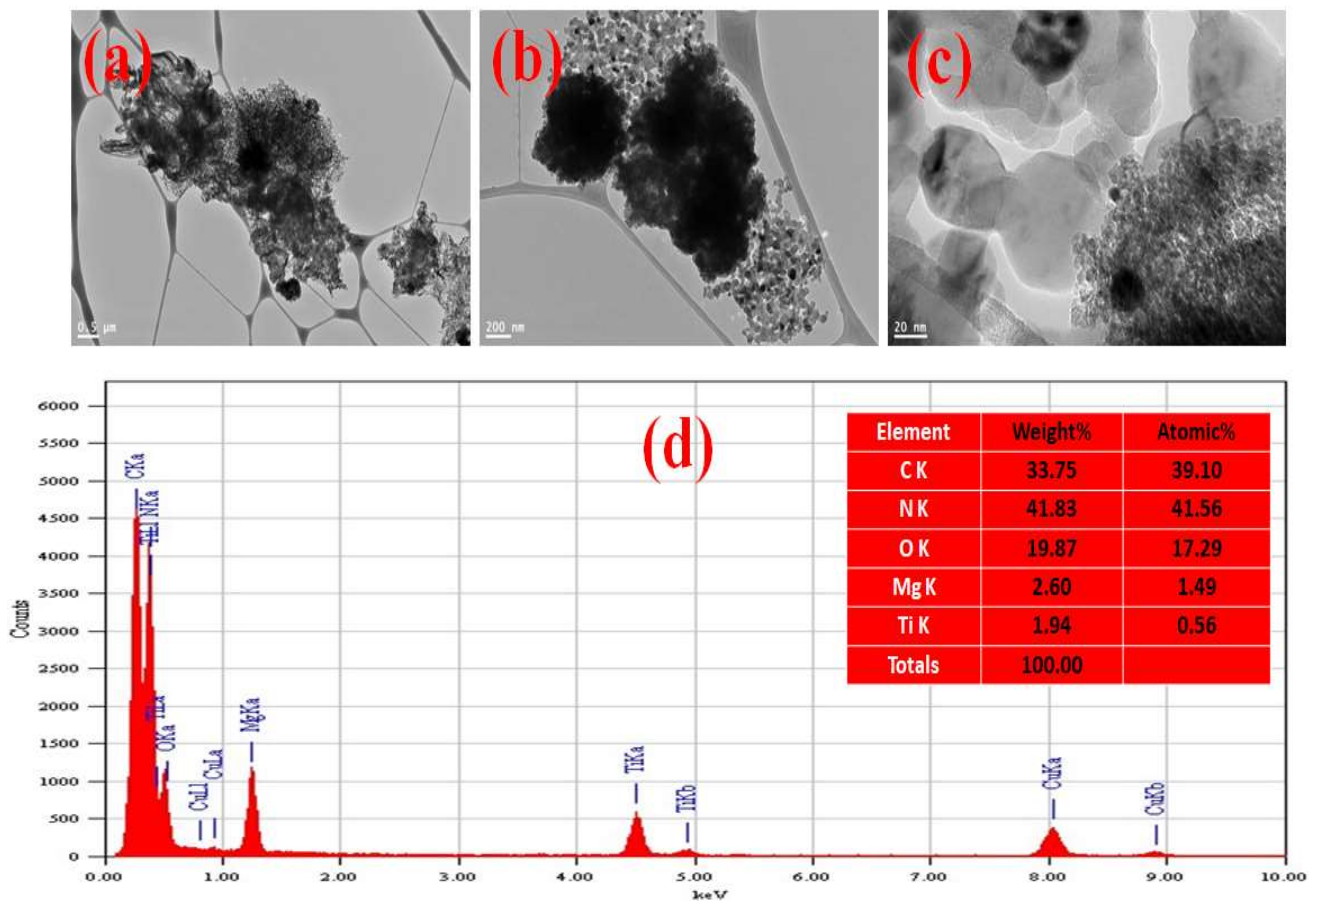 (a)
(b)
(c)
0.5 µm
200 nm
20 nm
(d)
Element Weight% Atomic%
C K 33.75 39.10
N K 41.83 41.56
O K 19.87 17.29
Mg K 2.60 1.49
Ti K 1.94 0.56
Totals 100.00
6000
5500
5000
4500
4000
3500
3000
2500
2000
1500
1000
500
0
Counts
CKa
NKa
TiLa
OKa
CuLl
CuLa
MgKa
TiKa
TiKb
CuKa
CuKb
0.00 1.00 2.00 3.00 4.00 5.00 6.00 7.00 8.00 9.00 10.00
keV